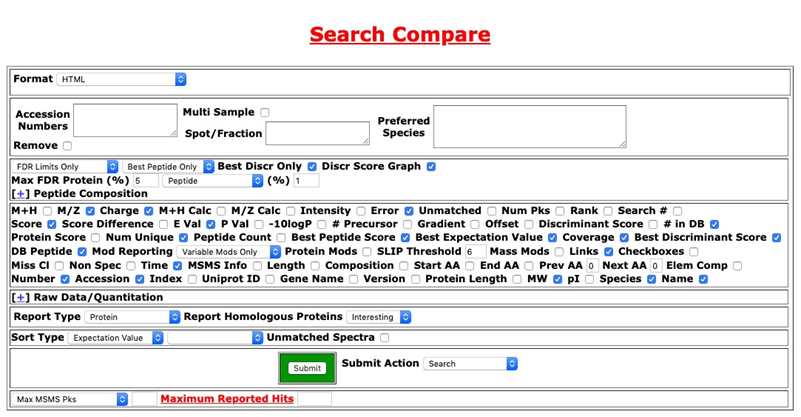 Search Compare
Format HTML
Accession Numbers Multi Sample Spot/Fraction Preferred Species
Remove
FDR Limits Only Best Peptide Only Best Discr Only Discr Score Graph
Max FDR Protein (%) 5 Peptide (%) 1
[+] Peptide Composition
M+H M/Z Charge M+H Calc M/Z Calc Intensity Error Unmatched Num Pks Rank Search #
Score Score Difference E Val P Val -10logP # Precursor Gradient Offset Discriminant Score # in DB
Protein Score Num Unique Peptide Count Best Peptide Score Best Expectation Value Coverage Best Discriminant Score
DB Peptide Mod Reporting Variable Mods Only Protein Mods SLIP Threshold 6 Mass Mods Links Checkboxes
Miss Cl Non Spec Time MSMS Info Length Composition Start AA End AA Prev AA 0 Next AA 0 Elem Comp
Number Accession Index Uniprot ID Gene Name Version Protein Length MW pI Species Name
[+] Raw Data/Quantitation
Report Type Protein Report Homologous Proteins Interesting
Sort Type Expectation Value Unmatched Spectra
Submit Submit Action Search
Max MSMS Pks Maximum Reported Hits